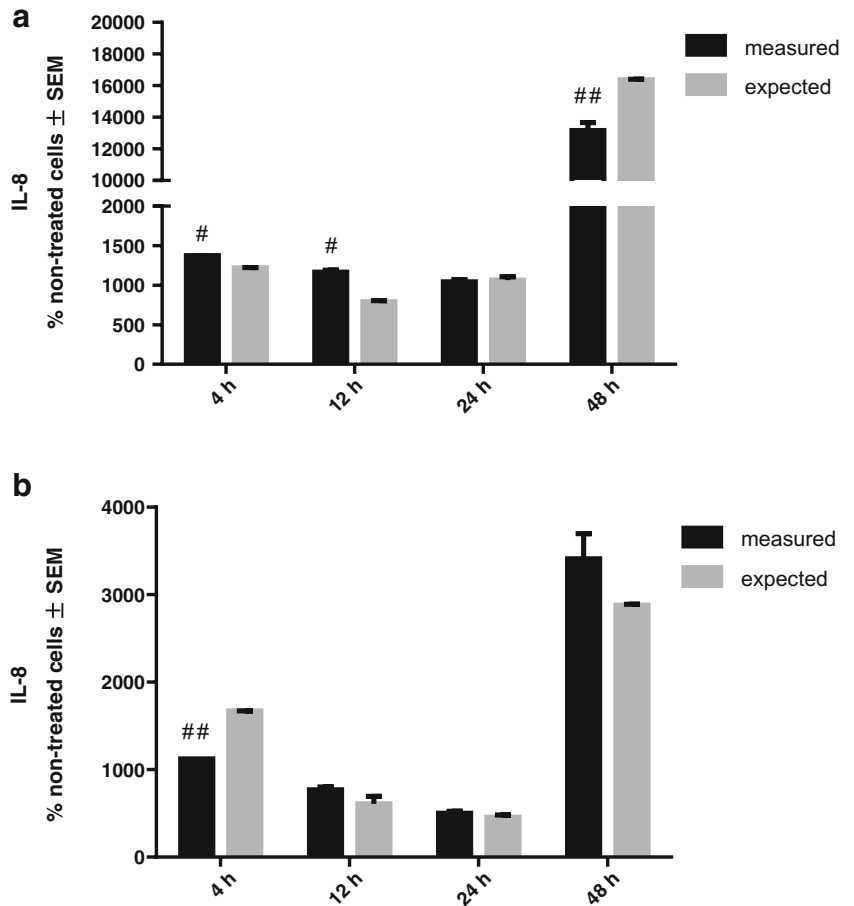 a
IL-8
% non-treated cells ± SEM
20000
18000
16000
14000
12000
10000
2000
1500
1000
500
0
#
#
##
4 h
12 h
24 h
48 h
measured
expected
b
IL-8
% non-treated cells ± SEM
4000
3000
2000
1000
0
##
4 h
12 h
24 h
48 h
measured
expected